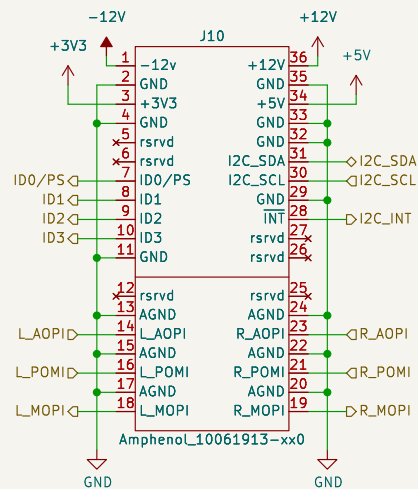 -12V
+12V
+3V3
J10
+5V
1 -12v +12V 36
2 GND GND 35
3 +3V3 +5V 34
4 GND GND 33
5 rsrvd GND 32
6 rsrvd I2C_SDA 31 I2C_SDA
ID0/PS 7 ID0/PS I2C_SCL 30 I2C_SCL
ID1 8 ID1 GND 29
ID2 9 ID2 INT 28 I2C_INT
ID3 10 ID3 rsrvd 27
11 GND rsrvd 26
12 rsrvd rsrvd 25
13 AGND AGND 24
L_AOPI 14 L_AOPI R_AOPI 23 R_AOPI
15 AGND AGND 22
L_POMI 16 L_POMI R_POMI 21 R_POMI
17 AGND AGND 20
L_MOPI 18 L_MOPI R_MOPI 19 R_MOPI
Amphenol_10061913-xx0
GND
GND